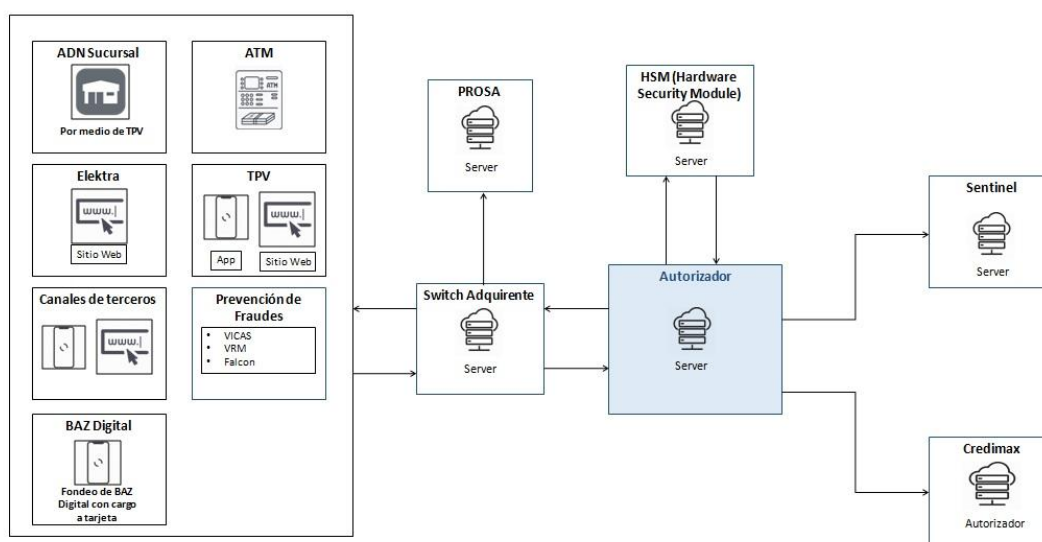 ADN Sucursal
Por medio de TPV
ATM
ATM
Elektra
www.
Sitio Web
TPV
www.
App
Sitio Web
Canales de terceros
www.
Prevención de
Fraudes
• VICAS
• VRM
• Falcon
BAZ Digital
Fondeo de BAZ
Digital con cargo
a tarjeta
PROSA
Server
Switch Adquirente
Server
HSM (Hardware
Security Module)
Server
Autorizador
Server
Sentinel
Server
Credimax
Autorizador